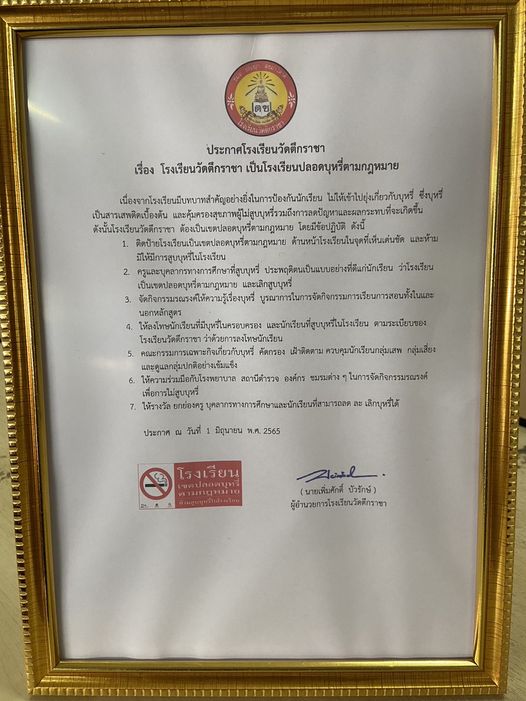 ต ซ
โรงเรียนวัดตึกราชา
ประกาศโรงเรียนวัดตึกราชา
เรื่อง โรงเรียนวัดตึกราชา เป็นโรงเรียนปลอดบุหรี่ตามกฎหมาย
เนื่องจากโรงเรียนมีบทบาทสำคัญอย่างยิ่งในการป้องกันนักเรียน ไม่ให้เข้าไปยุ่งเกี่ยวกับบุหรี่ ซึ่งบุหรี่
เป็นสารเสพติดเบื้องต้น และคุ้มครองสุขภาพผู้ไม่สูบบุหรี่รวมถึงการลดปัญหาและผลกระทบที่จะเกิดขึ้น
ดังนั้นโรงเรียนวัดตึกราชา ต้องเป็นเขตปลอดบุหรี่ตามกฎหมาย โดยมีข้อปฏิบัติ ดังนี้
1. ติดป้ายโรงเรียนเป็นเขตปลอดบุหรี่ตามกฎหมาย ด้านหน้าโรงเรียนในจุดที่เห็นเด่นชัด และห้าม
มิให้มีการสูบบุหรี่ในโรงเรียน
2. ครูและบุคลากรทางการศึกษาที่สูบบุหรี่ ประพฤติตนเป็นแบบอย่างที่ดีแก่นักเรียน ว่าโรงเรียน
เป็นเขตปลอดบุหรี่ตามกฎหมาย และเลิกสูบบุหรี่
3. จัดกิจกรรมรณรงค์ให้ความรู้เรื่องบุหรี่ บูรณาการในการจัดกิจกรรมการเรียนการสอนทั้งในและ
นอกหลักสูตร
4. ให้ลงโทษนักเรียนที่มีบุหรี่ในครอบครอง และนักเรียนที่สูบบุหรี่ในโรงเรียน ตามระเบียบของ
โรงเรียนวัดตึกราชา ว่าด้วยการลงโทษนักเรียน
5. คณะกรรมการเฉพาะกิจเกี่ยวกับบุหรี่ คัดกรอง เฝ้าติดตาม ควบคุมนักเรียนกลุ่มเสพ กลุ่มเสี่ยง
และดูแลกลุ่มปกติอย่างเข้มแข็ง
6. ให้ความร่วมมือกับโรงพยาบาล สถานีตำรวจ องค์กร ชมรมต่าง ๆ ในการจัดกิจกรรมรณรงค์
เพื่อการไม่สูบบุหรี่
7. ให้รางวัล ยกย่องครู บุคลากรทางการศึกษาและนักเรียนที่สามารถลด ละ เลิกบุหรี่ได้
ประกาศ ณ วันที่ 1 มิถุนายน พ.ศ. 2565
โรงเรียน
เขตปลอดบุหรี่
ตามกฎหมาย
( นายเพิ่มศักดิ์ บัวรักษ์ )
ผู้อำนวยการโรงเรียนวัดตึกราชา